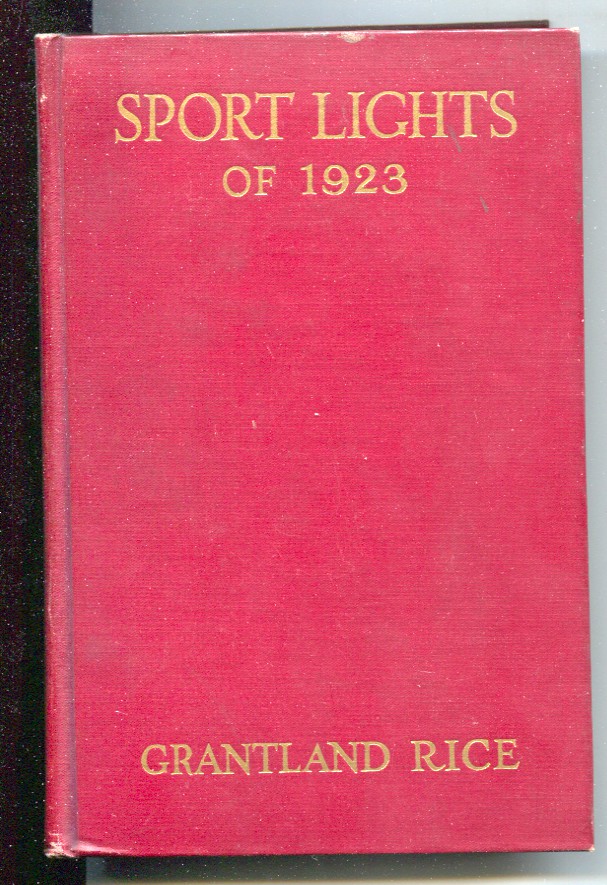 SPORT LIGHTS
OF 1923
GRANTLAND RICE